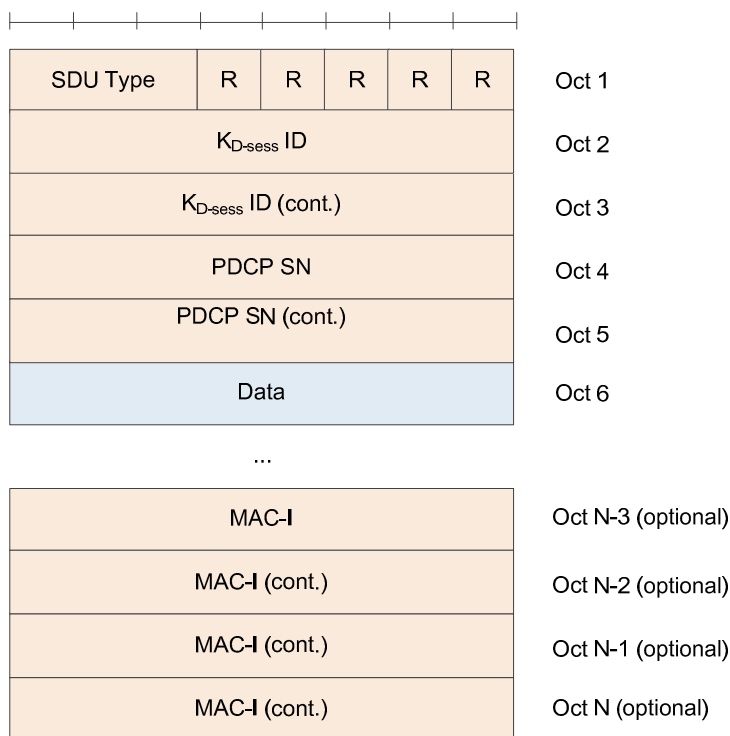 SDU Type R R R R R Oct 1
K_D-sess ID Oct 2
K_D-sess ID (cont.) Oct 3
PDCP SN Oct 4
PDCP SN (cont.) Oct 5
Data Oct 6
...
MAC-I Oct N-3 (optional)
MAC-I (cont.) Oct N-2 (optional)
MAC-I (cont.) Oct N-1 (optional)
MAC-I (cont.) Oct N (optional)